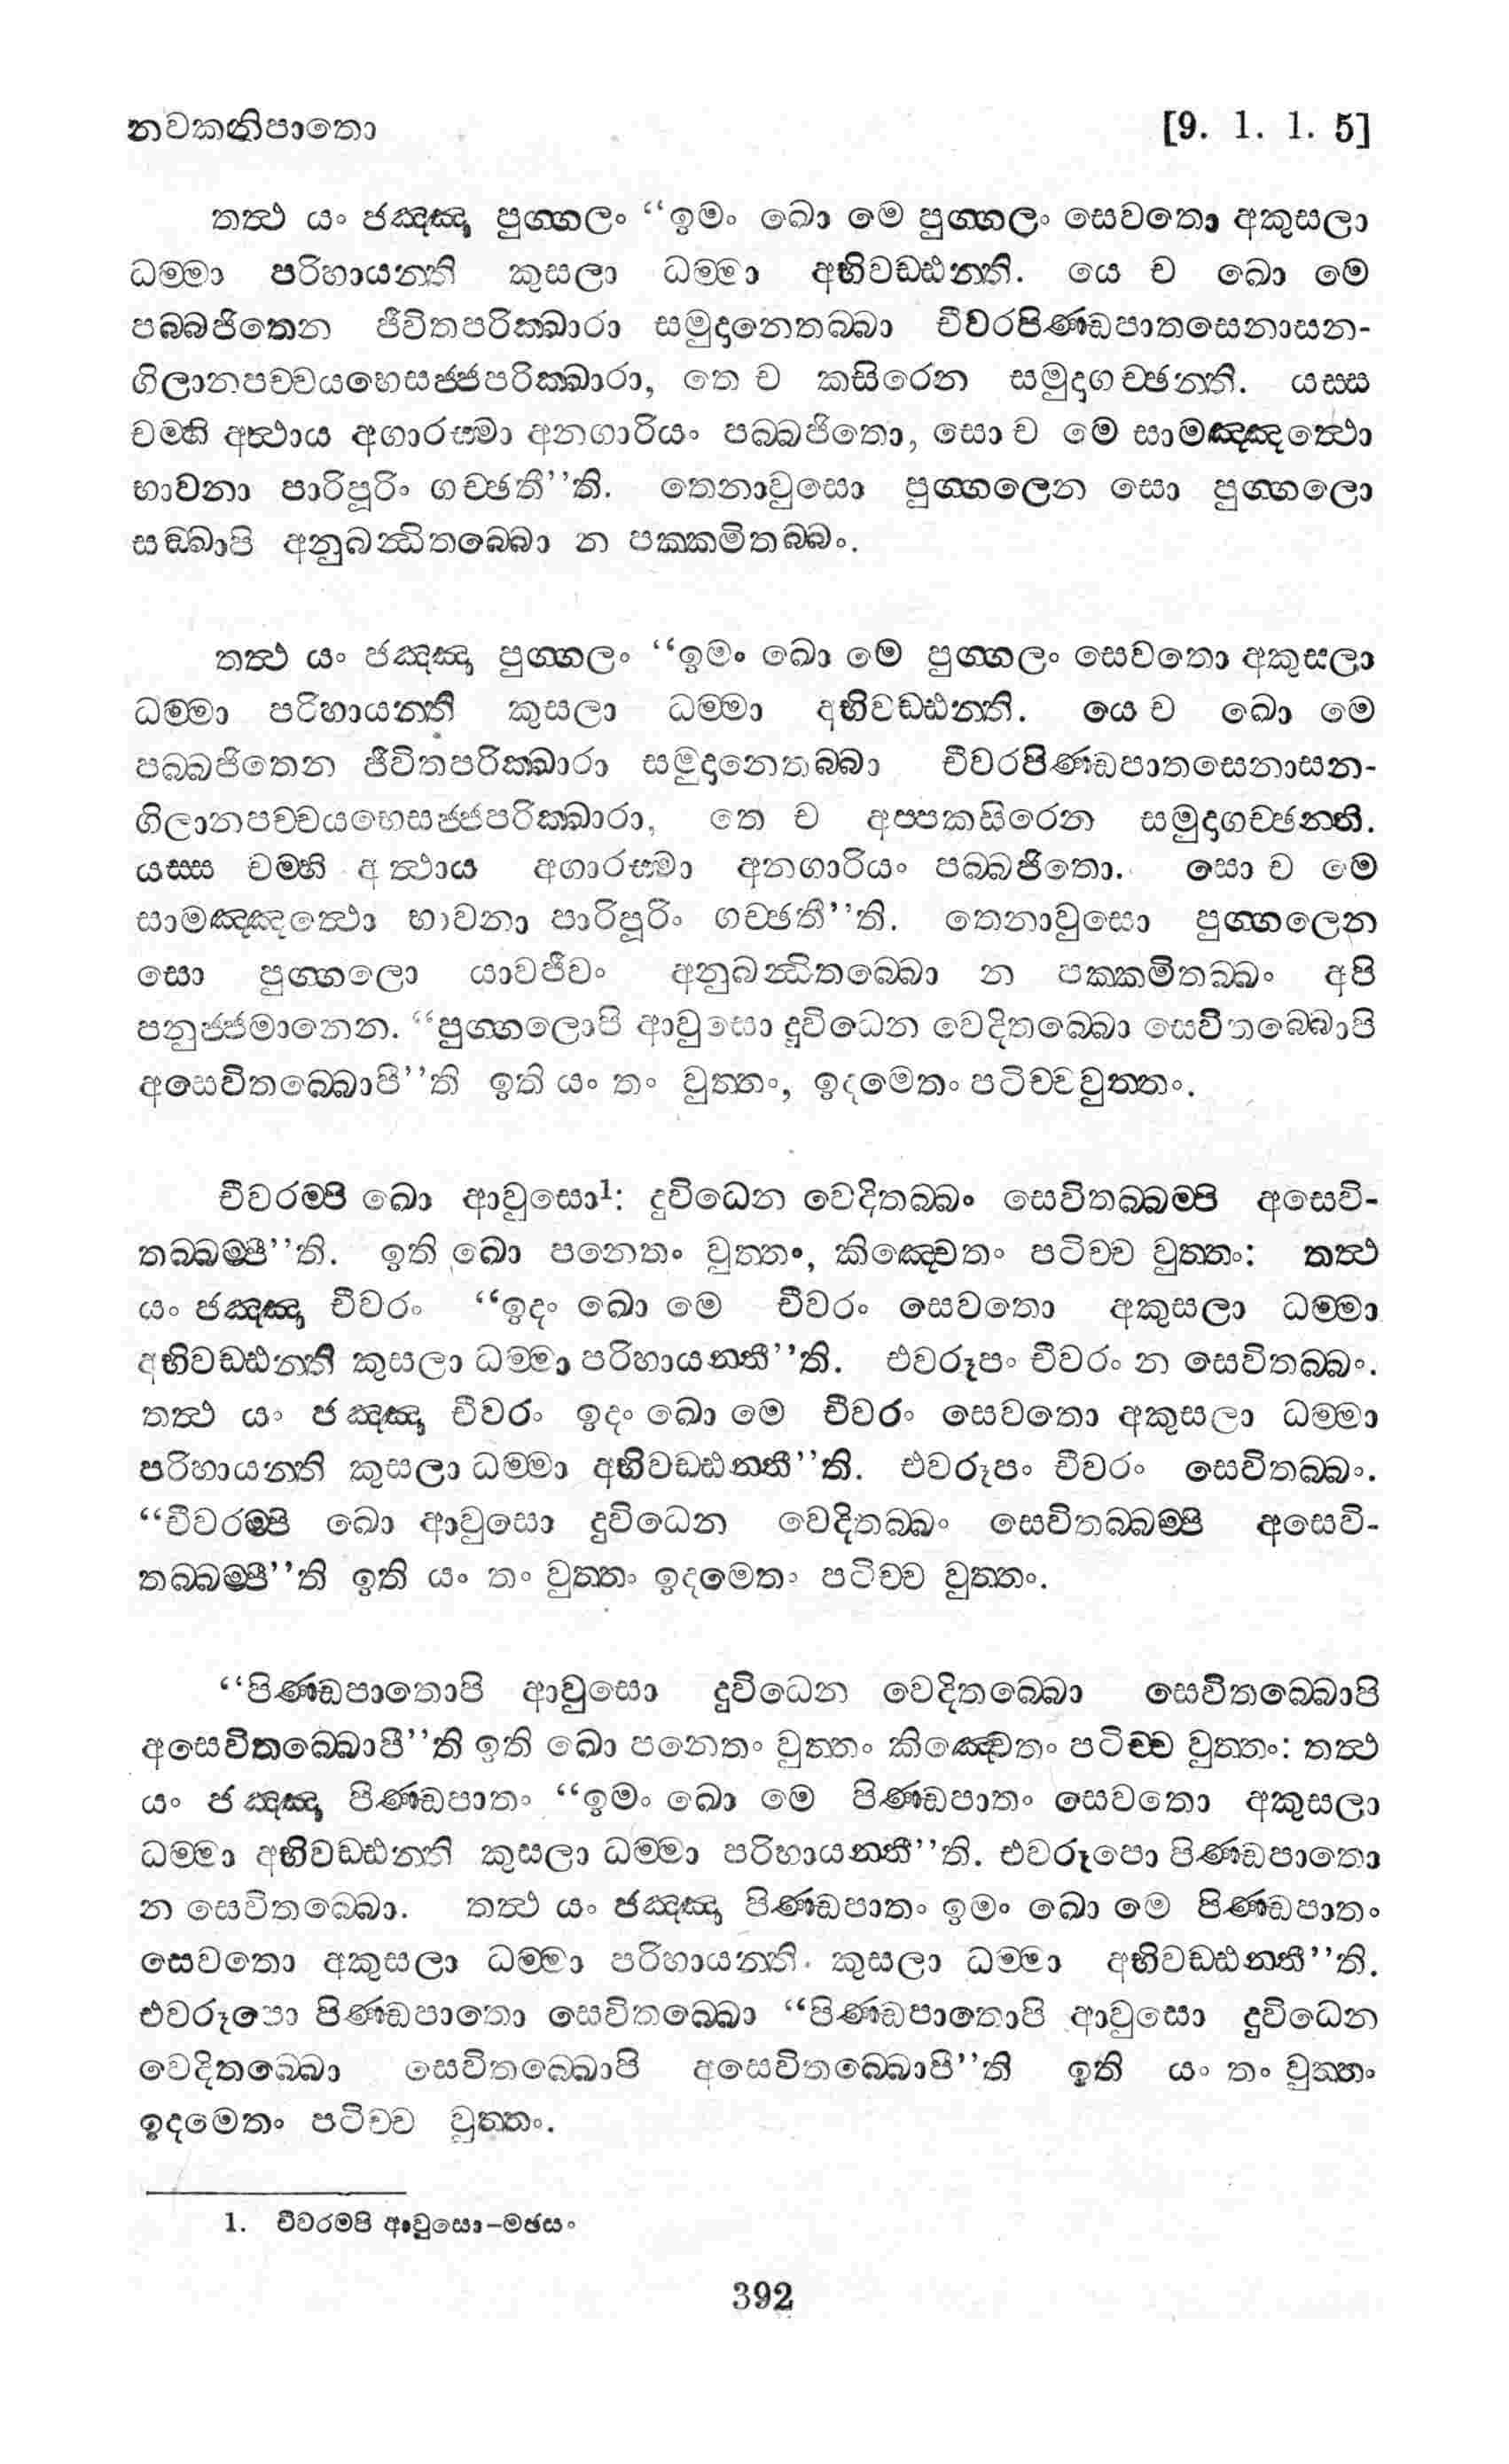 නවකනිපාතො [9. 1. 1. 5]
තත්‍ථ යං ජඤ්ඤා පුග්ගලං “ඉමං ඛො මෙ පුග්ගලං සෙවතො අකුසලා
ධම්මා පරිහායන්ති කුසලා ධම්මා අභිවඩ්ඪන්ති. යෙ ච ඛො මෙ
පබ්බජිතෙන ජීවිතපරික්ඛාරා සමුදානෙතබ්බා චීවරපිණ්ඩපාතසෙනාසන-
ගිලානපච්චයභෙසජ්ජපරික්ඛාරා, තෙ ච කසිරෙන සමුදාගච්ඡන්ති. යස්ස
චම්හි අත්‍ථාය අගාරස්මා අනගාරියං පබ්බජිතො, සො ච මෙ සාමඤ්ඤත්‍ථො
භාවනා පාරිපූරිං ගච්ඡතී’’ති. තෙනාවුසො පුග්ගලෙන සො පුග්ගලො
සඞ්ඛාපි අනුබන්‍ධිතබ්බො න පක්කමිතබ්බං.
තත්‍ථ යං ජඤ්ඤා පුග්ගලං “ඉමං ඛො මෙ පුග්ගලං සෙවතො අකුසලා
ධම්මා පරිහායන්ති කුසලා ධම්මා අභිවඩ්ඪන්ති. යෙ ච ඛො මෙ
පබ්බජිතෙන ජීවිතපරික්ඛාරා සමුදානෙතබ්බා චීවරපිණ්ඩපාතසෙනාසන-
ගිලානපච්චයභෙසජ්ජපරික්ඛාරා, තෙ ච අප්පකසිරෙන සමුදාගච්ඡන්ති.
යස්ස චම්හි අත්‍ථාය අගාරස්මා අනගාරියං පබ්බජිතො. සො ච මෙ
සාමඤ්ඤත්‍ථො භාවනා පාරිපූරිං ගච්ඡතී’’ති. තෙනාවුසො පුග්ගලෙන
සො පුග්ගලො යාවජීවං අනුබන්‍ධිතබ්බො න පක්කමිතබ්බං අපි
පනුජ්ජමානෙන. “පුග්ගලොපි ආවුසො දුවිධෙන වෙදිතබ්බො සෙවිතබ්බොපි
අසෙවිතබ්බොපි’’ති ඉති යං තං වුත්තං, ඉදමෙතං පටිච්චවුත්තං.
චීවරම්පි ඛො ආවුසො1: දුවිධෙන වෙදිතබ්බං සෙවිතබ්බම්පි අසෙවි-
තබ්බම්පී’’ති. ඉති ඛො පනෙතං වුත්තං, කිඤ්චෙතං පටිච්ච වුත්තං: තත්‍ථ
යං ජඤ්ඤා චීවරං “ඉදං ඛො මෙ චීවරං සෙවතො අකුසලා ධම්මා
අභිවඩ්ඪන්ති කුසලා ධම්මා පරිහායන්තී’’ති. එවරූපං චීවරං න සෙවිතබ්බං.
තත්‍ථ යං ජඤ්ඤා චීවරං ඉදං ඛො මෙ චීවරං සෙවතො අකුසලා ධම්මා
පරිහායන්ති කුසලා ධම්මා අභිවඩ්ඪන්තී’’ති. එවරූපං චීවරං සෙවිතබ්බං.
“චීවරම්පි ඛො ආවුසො දුවිධෙන වෙදිතබ්බං සෙවිතබ්බම්පි අසෙවි-
තබ්බම්පී’’ති ඉති යං තං වුත්තං ඉදමෙතං පටිච්ච වුත්තං.
“පිණ්ඩපාතොපි ආවුසො දුවිධෙන වෙදිතබ්බො සෙවිතබ්බොපි
අසෙවිතබ්බොපී’’ති ඉති ඛො පනෙතං වුත්තං කිඤ්චෙතං පටිච්ච වුත්තං: තත්‍ථ
යං ජඤ්ඤා පිණ්ඩපාතං “ඉමං ඛො මෙ පිණ්ඩපාතං සෙවතො අකුසලා
ධම්මා අභිවඩ්ඪන්ති කුසලා ධම්මා පරිහායන්තී’’ති. එවරූපො පිණ්ඩපාතො
න සෙවිතබ්බො. තත්‍ථ යං ජඤ්ඤා පිණ්ඩපාතං ඉමං ඛො මෙ පිණ්ඩපාතං
සෙවතො අකුසලා ධම්මා පරිහායන්ති. කුසලා ධම්මා අභිවඩ්ඪන්තී’’ති.
එවරූපො පිණ්ඩපාතො සෙවිතබ්බො “පිණ්ඩපාතොපි ආවුසො දුවිධෙන
වෙදිතබ්බො සෙවිතබ්බොපි අසෙවිතබ්බොපී’’ති ඉති යං තං වුත්තං
ඉදමෙතං පටිච්ච වුත්තං.
1. චීවරම්පි ආවුසො-මඡසං
392